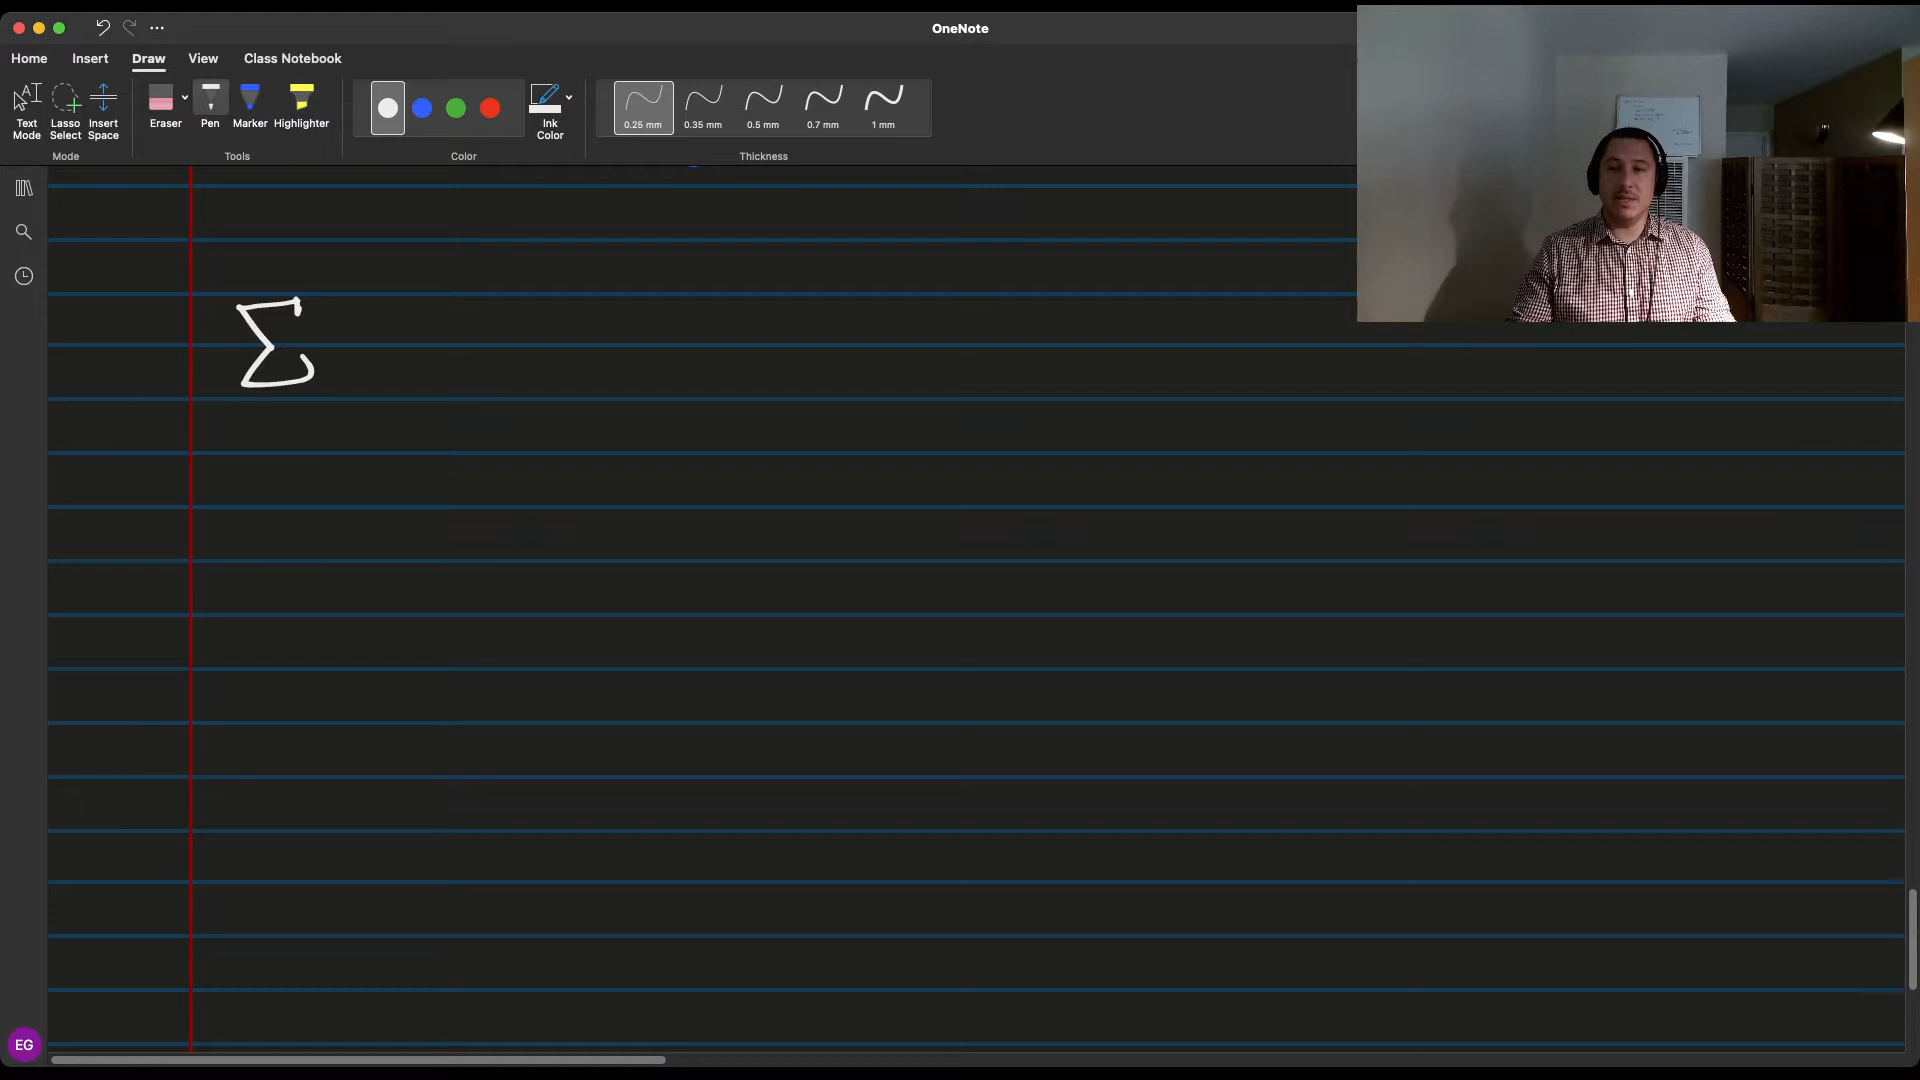 OneNote
Home Insert Draw View Class Notebook
Text Mode Lasso Select Insert Space Eraser Pen Marker Highlighter Ink Color 0.25 mm 0.35 mm 0.5 mm 0.7 mm 1 mm
Mode Tools Color Thickness
Σ
EG